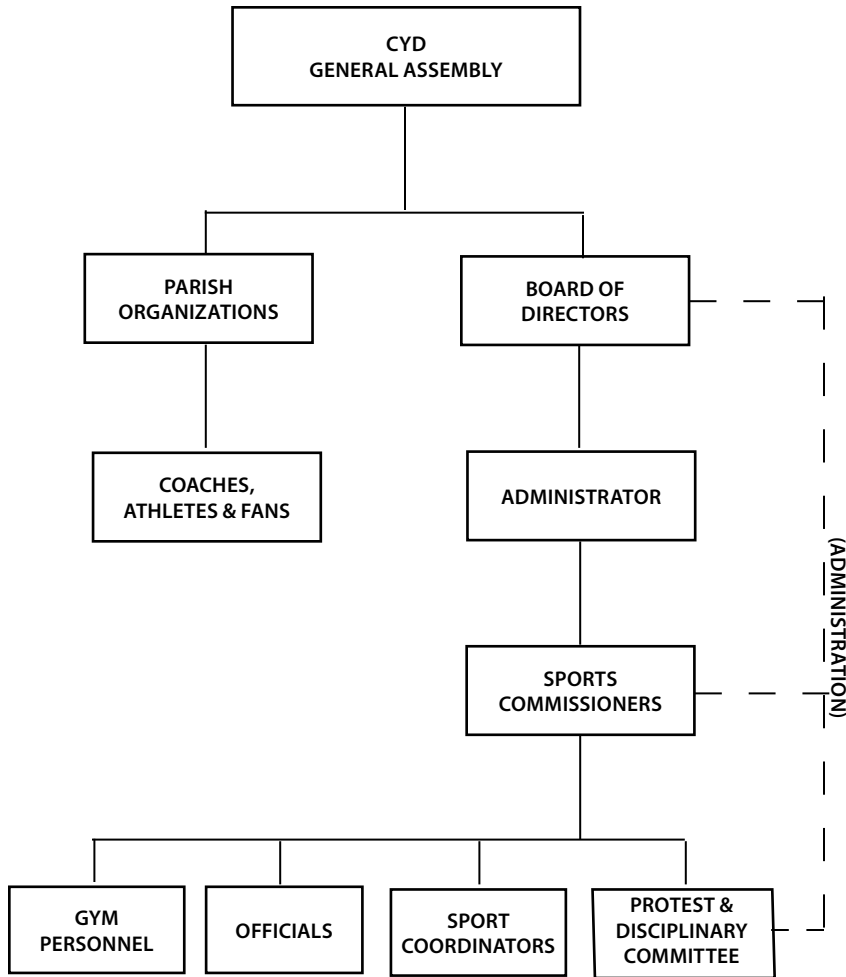 CYD
GENERAL ASSEMBLY
PARISH
ORGANIZATIONS
BOARD OF
DIRECTORS
COACHES,
ATHLETES & FANS
ADMINISTRATOR
(ADMINISTRATION)
SPORTS
COMMISSIONERS
GYM
PERSONNEL
OFFICIALS
SPORT
COORDINATORS
PROTEST &
DISCIPLINARY
COMMITTEE